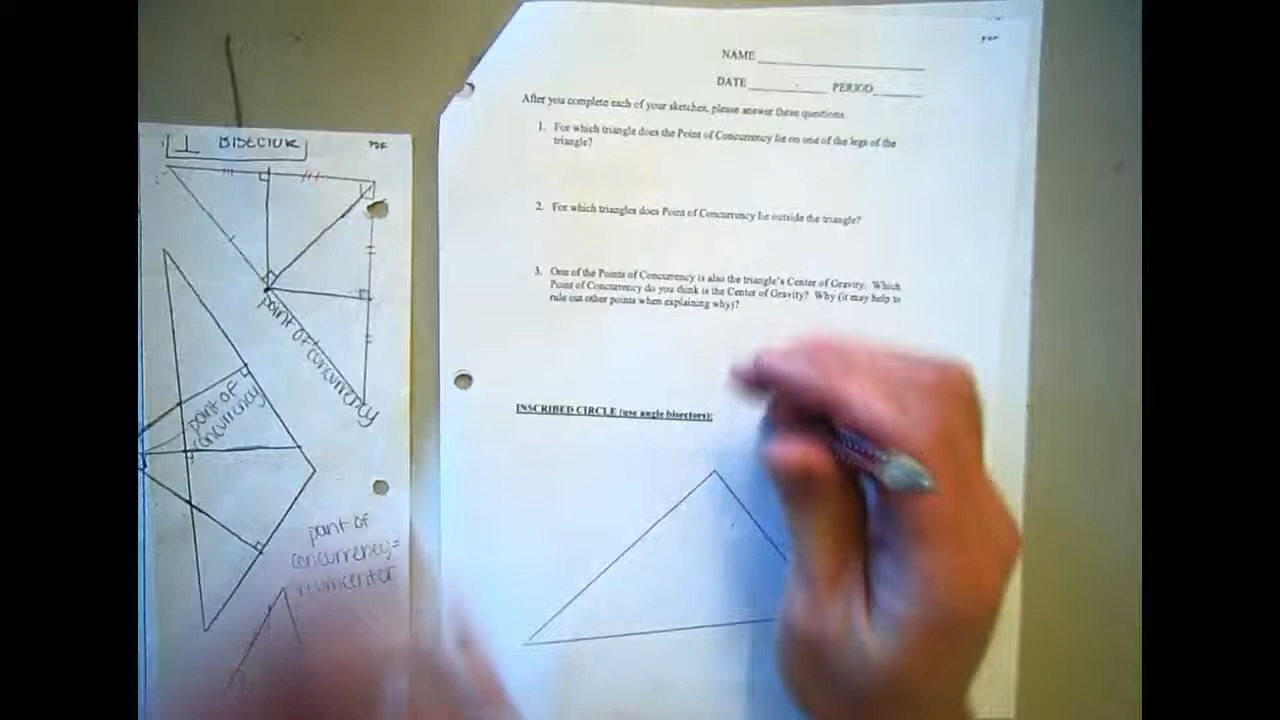 ⊥ BISECTOR
PDF
point of concurrency
point of
concurrency
point of
concurrency =
circumcenter
PDF
NAME
DATE PERIOD
After you complete each of your sketches, please answer these questions.
1. For which triangle does the Point of Concurrency lie on one of the legs of the
triangle?
2. For which triangles does Point of Concurrency lie outside the triangle?
3. One of the Points of Concurrency is also the triangle's Center of Gravity. Which
Point of Concurrency do you think is the Center of Gravity? Why (it may help to
rule out other points when explaining why)?
INSCRIBED CIRCLE (use angle bisectors):